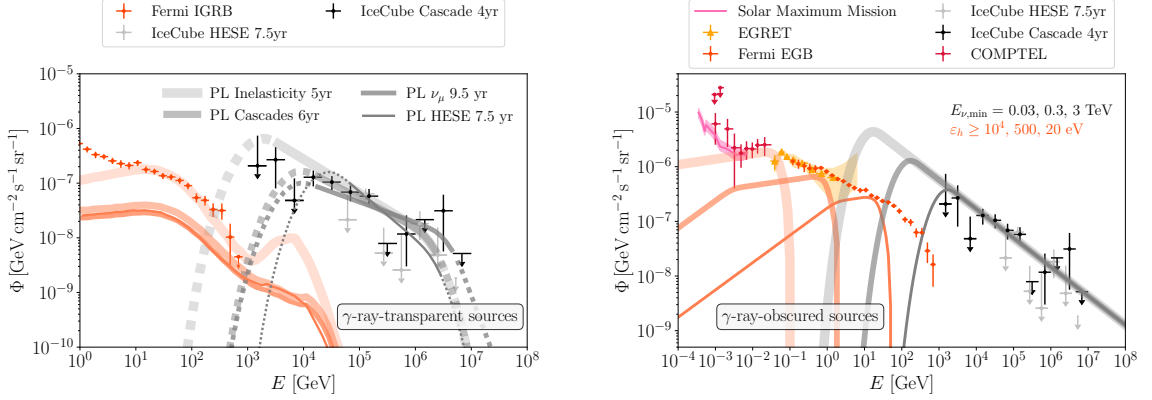 Fermi IGRB
IceCube HESE 7.5yr
IceCube Cascade 4yr
PL Inelasticity 5yr
PL Cascades 6yr
PL ν_μ 9.5 yr
PL HESE 7.5 yr
γ-ray-transparent sources
10^−5
10^−6
10^−7
10^−8
10^−9
10^−10
Φ [GeV cm^−2 s^−1 sr^−1]
10^0 10^1 10^2 10^3 10^4 10^5 10^6 10^7 10^8
E [GeV]
Solar Maximum Mission
EGRET
Fermi EGB
IceCube HESE 7.5yr
IceCube Cascade 4yr
COMPTEL
E_ν,min = 0.03, 0.3, 3 TeV
ε_h ≥ 10^4, 500, 20 eV
γ-ray-obscured sources
10^−5
10^−6
10^−7
10^−8
10^−9
Φ [GeV cm^−2 s^−1 sr^−1]
10^−4 10^−3 10^−2 10^−1 10^0 10^1 10^2 10^3 10^4 10^5 10^6 10^7 10^8
E [GeV]